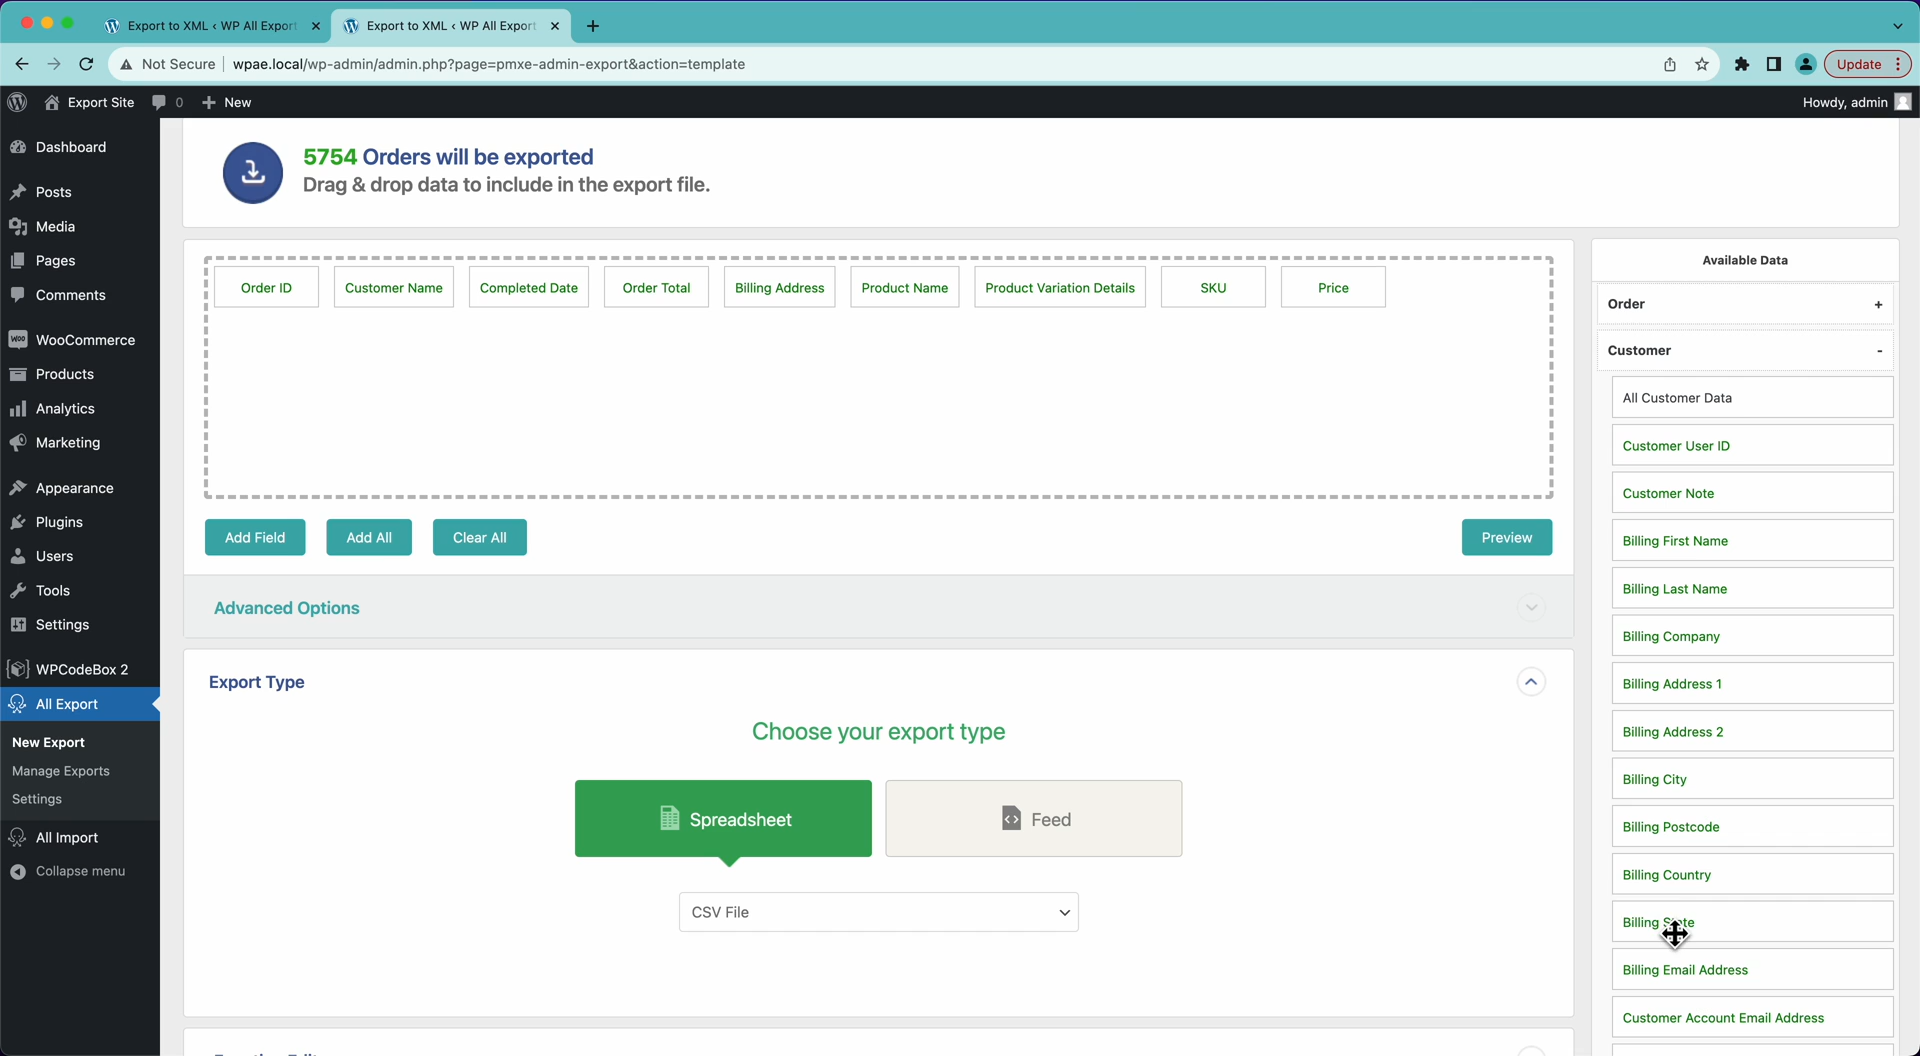 Export to XML ‹ WP All Export
Export to XML ‹ WP All Export
Not Secure
wpae.local/wp-admin/admin.php?page=pmxe-admin-export&action=template
Update
Export Site
0
New
Howdy, admin
Dashboard
Posts
Media
Pages
Comments
WooCommerce
Products
Analytics
Marketing
Appearance
Plugins
Users
Tools
Settings
WPCodeBox 2
All Export
New Export
Manage Exports
Settings
All Import
Collapse menu
5754 Orders will be exported
Drag & drop data to include in the export file.
Order ID
Customer Name
Completed Date
Order Total
Billing Address
Product Name
Product Variation Details
SKU
Price
Add Field
Add All
Clear All
Preview
Advanced Options
Export Type
Choose your export type
Spreadsheet
Feed
CSV File
Available Data
Order +
Customer -
All Customer Data
Customer User ID
Customer Note
Billing First Name
Billing Last Name
Billing Company
Billing Address 1
Billing Address 2
Billing City
Billing Postcode
Billing Country
Billing State
Billing Email Address
Customer Account Email Address